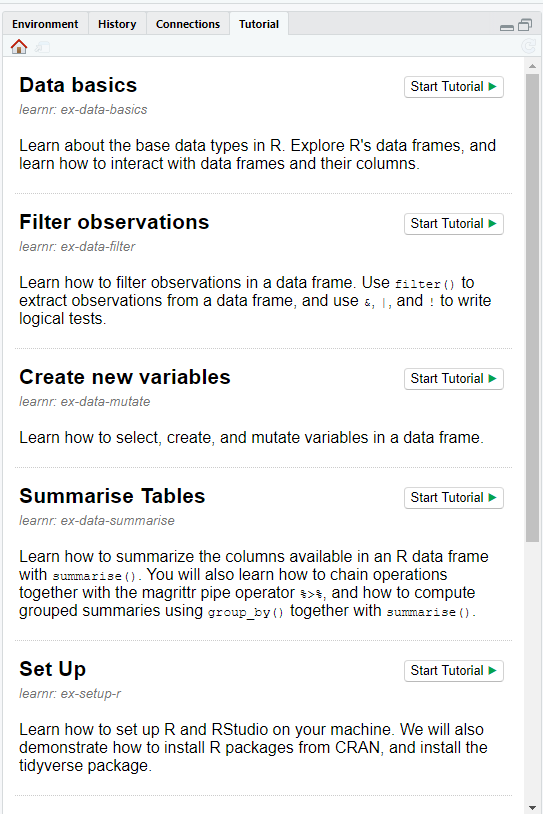 Environment History Connections Tutorial
Data basics Start Tutorial
learnr: ex-data-basics
Learn about the base data types in R. Explore R's data frames, and
learn how to interact with data frames and their columns.
Filter observations Start Tutorial
learnr: ex-data-filter
Learn how to filter observations in a data frame. Use filter() to
extract observations from a data frame, and use &, |, and ! to write
logical tests.
Create new variables Start Tutorial
learnr: ex-data-mutate
Learn how to select, create, and mutate variables in a data frame.
Summarise Tables Start Tutorial
learnr: ex-data-summarise
Learn how to summarize the columns available in an R data frame
with summarise(). You will also learn how to chain operations
together with the magrittr pipe operator %>%, and how to compute
grouped summaries using group_by() together with summarise().
Set Up Start Tutorial
learnr: ex-setup-r
Learn how to set up R and RStudio on your machine. We will also
demonstrate how to install R packages from CRAN, and install the
tidyverse package.